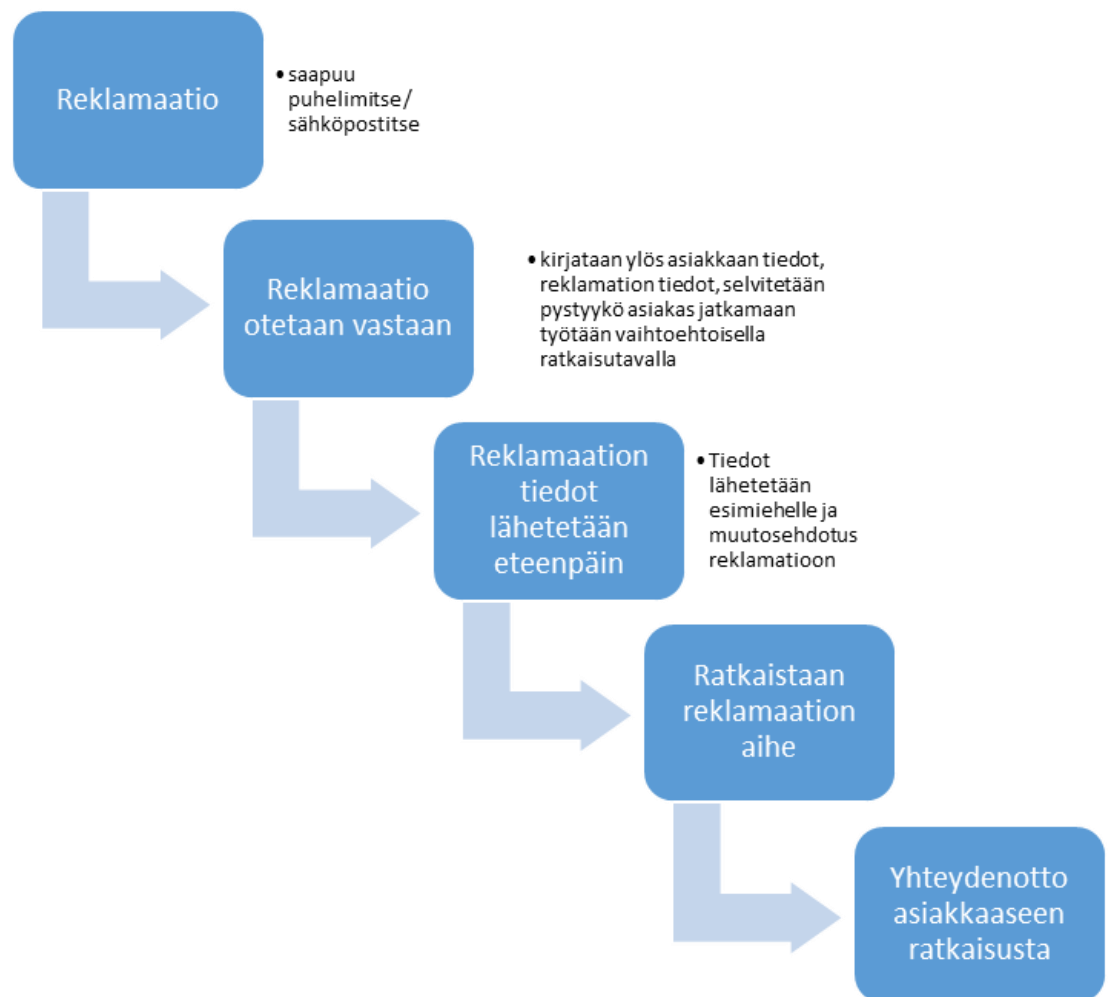 Reklamaatio
• saapuu
puhelimitse/
sähköpostitse
Reklamaatio
otetaan vastaan
• kirjataan ylös asiakkaan tiedot,
reklamation tiedot, selvitetään
pystyykö asiakas jatkamaan
työtään vaihtoehtoisella
ratkaisutavalla
Reklamaation
tiedot
lähetetään
eteenpäin
• Tiedot
lähetetään
esimiehelle ja
muutosehdotus
reklamatioon
Ratkaistaan
reklamaation
aihe
Yhteydenotto
asiakkaaseen
ratkaisusta